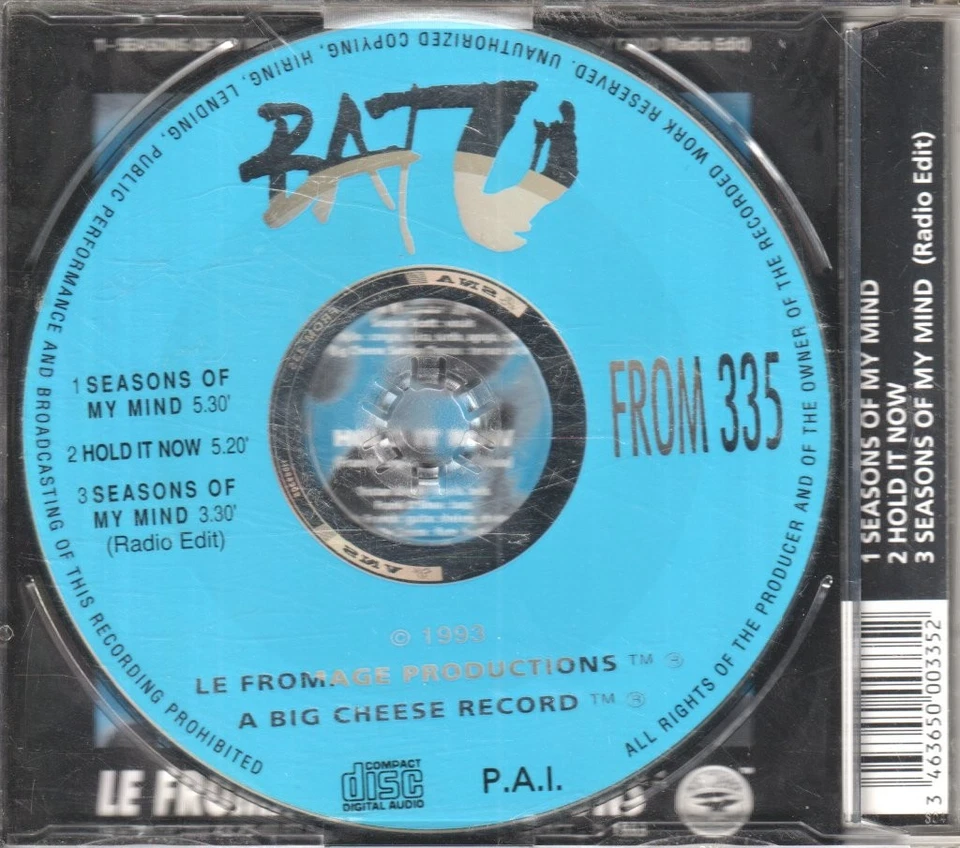 ALL RIGHTS OF THE PRODUCER AND OF THE OWNER OF THE RECORDED WORK RESERVED. UNAUTHORIZED COPYING, HIRING, LENDING, PUBLIC PERFORMANCE AND BROADCASTING OF THIS RECORDING PROHIBITED
BATU
1 SEASONS OF
MY MIND 5.30'
2 HOLD IT NOW 5.20'
3 SEASONS OF
MY MIND 3.30'
(Radio Edit)
FROM 335
© 1993
LE FROMAGE PRODUCTIONS ™ ®
A BIG CHEESE RECORD ™ ®
COMPACT
disc
DIGITAL AUDIO
P.A.I.
1 SEASONS OF MY MIND
2 HOLD IT NOW
3 SEASONS OF MY MIND (Radio Edit)
3 463650 003352